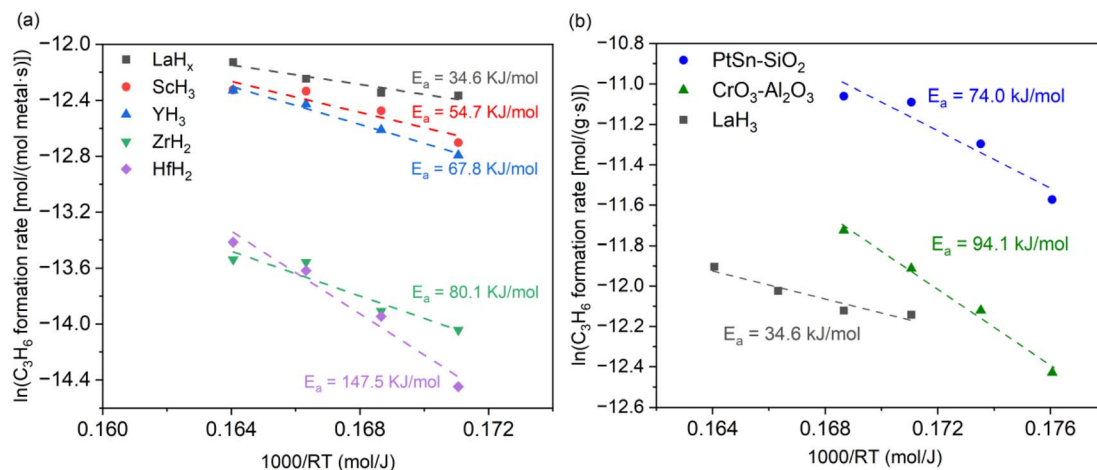 (a)
ln(C₃H₆ formation rate [mol/(mol metal·s)])
−12.0
−12.4
−12.8
−13.2
−13.6
−14.0
−14.4
LaHₓ
ScH₃
YH₃
ZrH₂
HfH₂
Eₐ = 34.6 KJ/mol
Eₐ = 54.7 KJ/mol
Eₐ = 67.8 KJ/mol
Eₐ = 80.1 KJ/mol
Eₐ = 147.5 KJ/mol
0.160 0.164 0.168 0.172
1000/RT (mol/J)
(b)
ln(C₃H₆ formation rate [mol/(g·s)])
−10.8
−11.0
−11.2
−11.4
−11.6
−11.8
−12.0
−12.2
−12.4
−12.6
PtSn-SiO₂
CrO₃-Al₂O₃
LaH₃
Eₐ = 74.0 kJ/mol
Eₐ = 94.1 kJ/mol
Eₐ = 34.6 kJ/mol
0.164 0.168 0.172 0.176
1000/RT (mol/J)